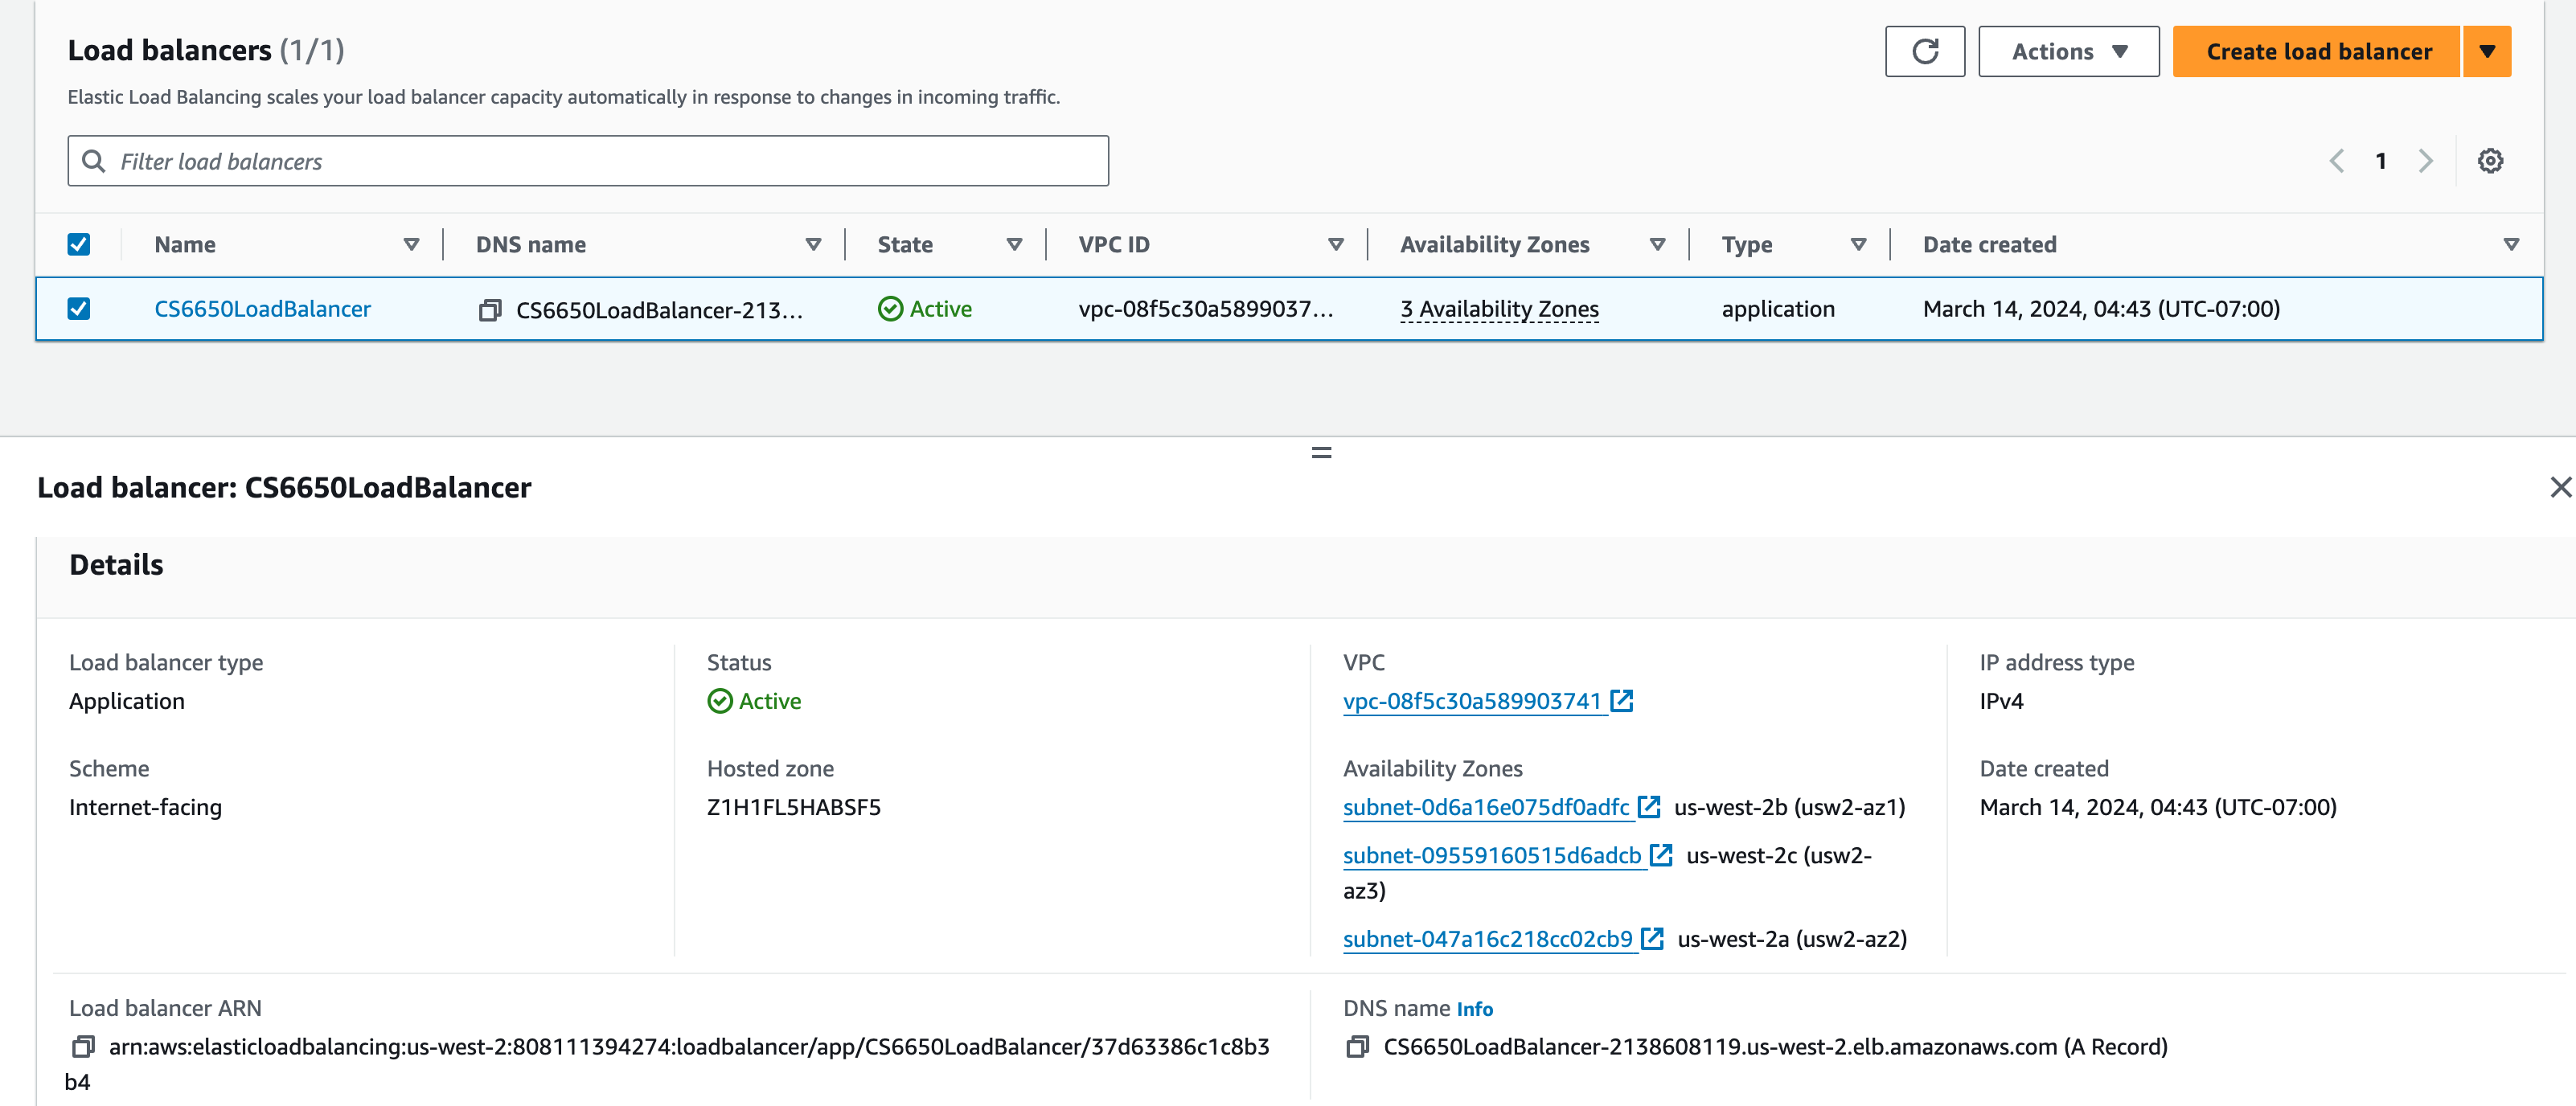 Load balancers (1/1)
Actions
Create load balancer
Elastic Load Balancing scales your load balancer capacity automatically in response to changes in incoming traffic.
Filter load balancers
1
Name DNS name State VPC ID Availability Zones Type Date created
CS6650LoadBalancer CS6650LoadBalancer-213... Active vpc-08f5c30a5899037... 3 Availability Zones application March 14, 2024, 04:43 (UTC-07:00)
Load balancer: CS6650LoadBalancer
Details
Load balancer type
Application
Scheme
Internet-facing
Status
Active
Hosted zone
Z1H1FL5HABSF5
VPC
vpc-08f5c30a589903741
Availability Zones
subnet-0d6a16e075df0adfc us-west-2b (usw2-az1)
subnet-09559160515d6adcb us-west-2c (usw2-
az3)
subnet-047a16c218cc02cb9 us-west-2a (usw2-az2)
IP address type
IPv4
Date created
March 14, 2024, 04:43 (UTC-07:00)
Load balancer ARN
arn:aws:elasticloadbalancing:us-west-2:808111394274:loadbalancer/app/CS6650LoadBalancer/37d63386c1c8b3
b4
DNS name Info
CS6650LoadBalancer-2138608119.us-west-2.elb.amazonaws.com (A Record)